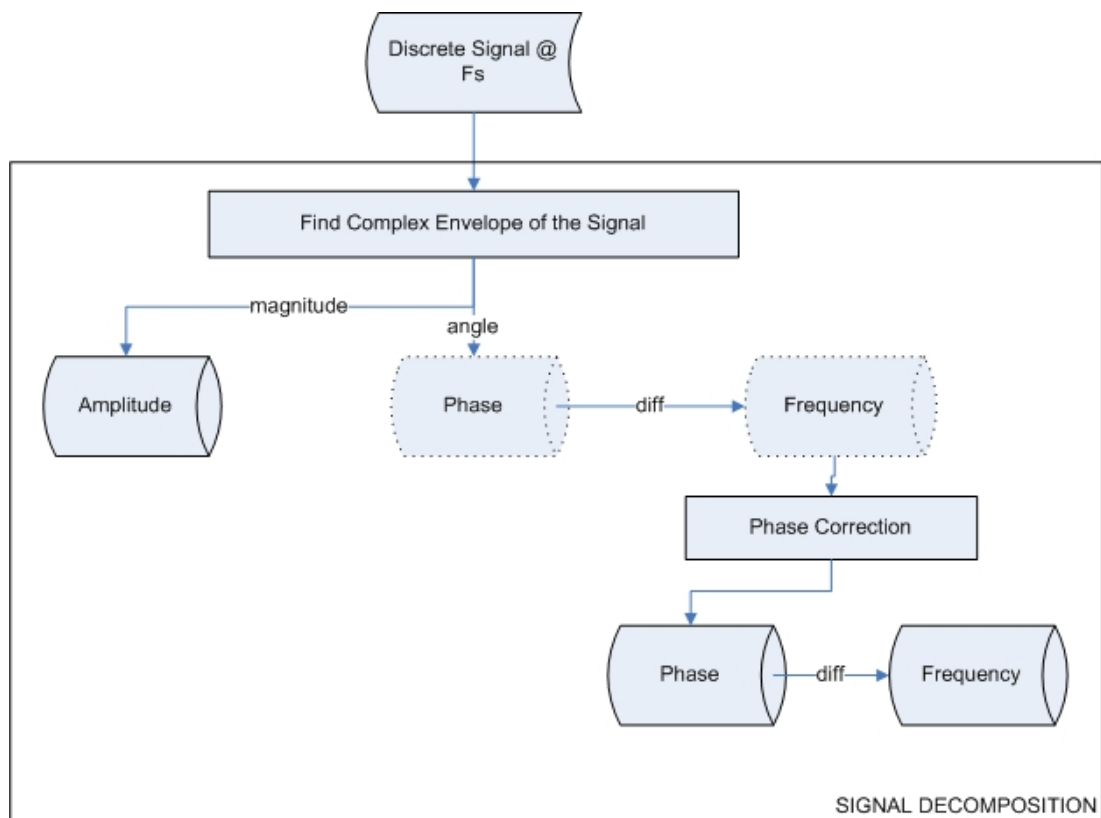 Discrete Signal @
Fs
Find Complex Envelope of the Signal
magnitude
angle
Amplitude
Phase
diff
Frequency
Phase Correction
Phase
diff
Frequency
SIGNAL DECOMPOSITION